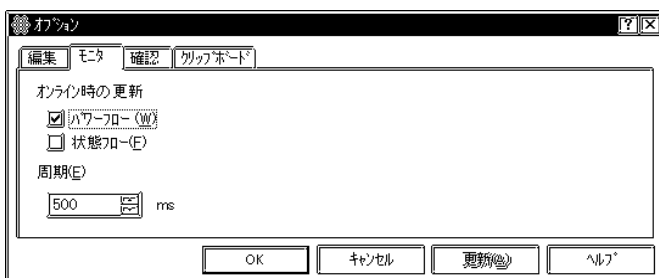 オプション
編集 モニタ 確認 クリップボード
オンライン時の更新
パワーフロー(W)
状態フロー(F)
周期(E)
500 ms
OK キャンセル 更新(A) ヘルプ